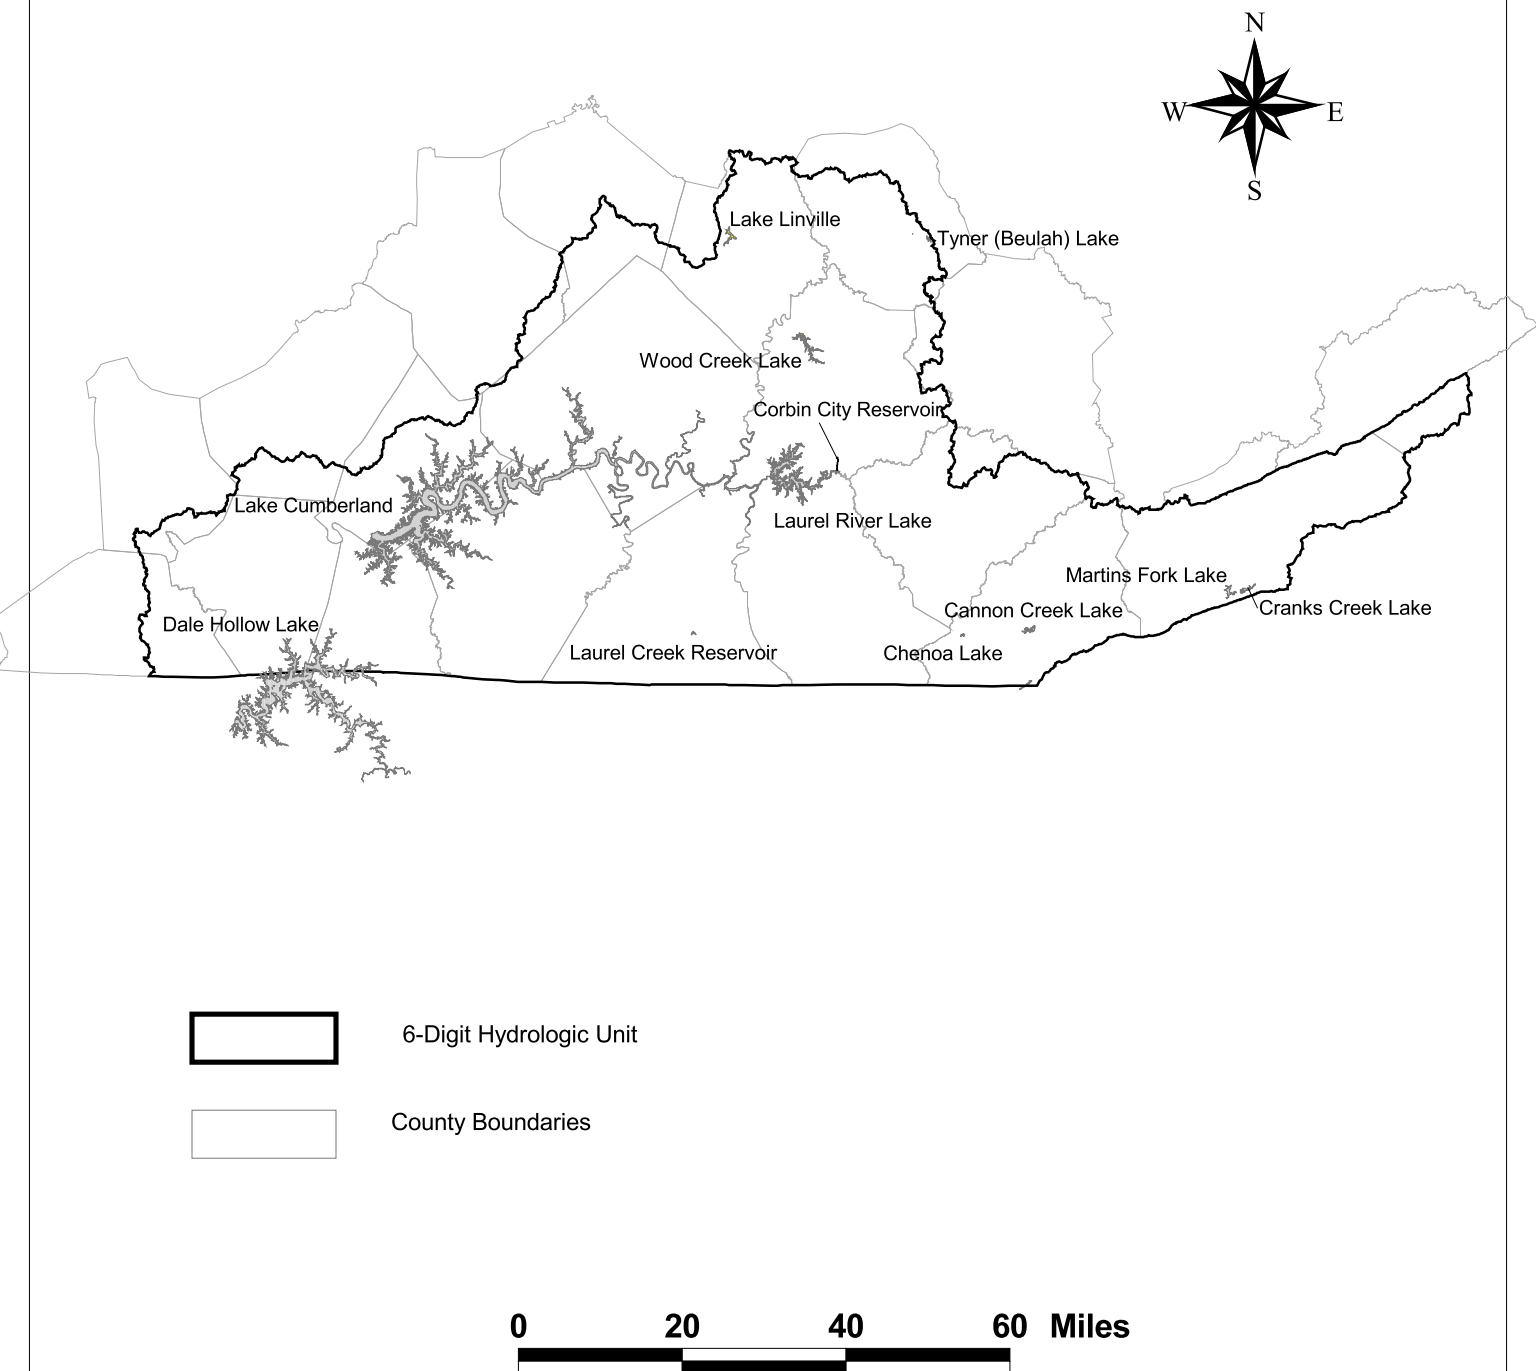 N
W E
S
Lake Linville
Tyner (Beulah) Lake
Wood Creek Lake
Corbin City Reservoir
Lake Cumberland
Laurel River Lake
Martins Fork Lake
Cannon Creek Lake
Cranks Creek Lake
Dale Hollow Lake
Laurel Creek Reservoir
Chenoa Lake
6-Digit Hydrologic Unit
County Boundaries
0 20 40 60 Miles